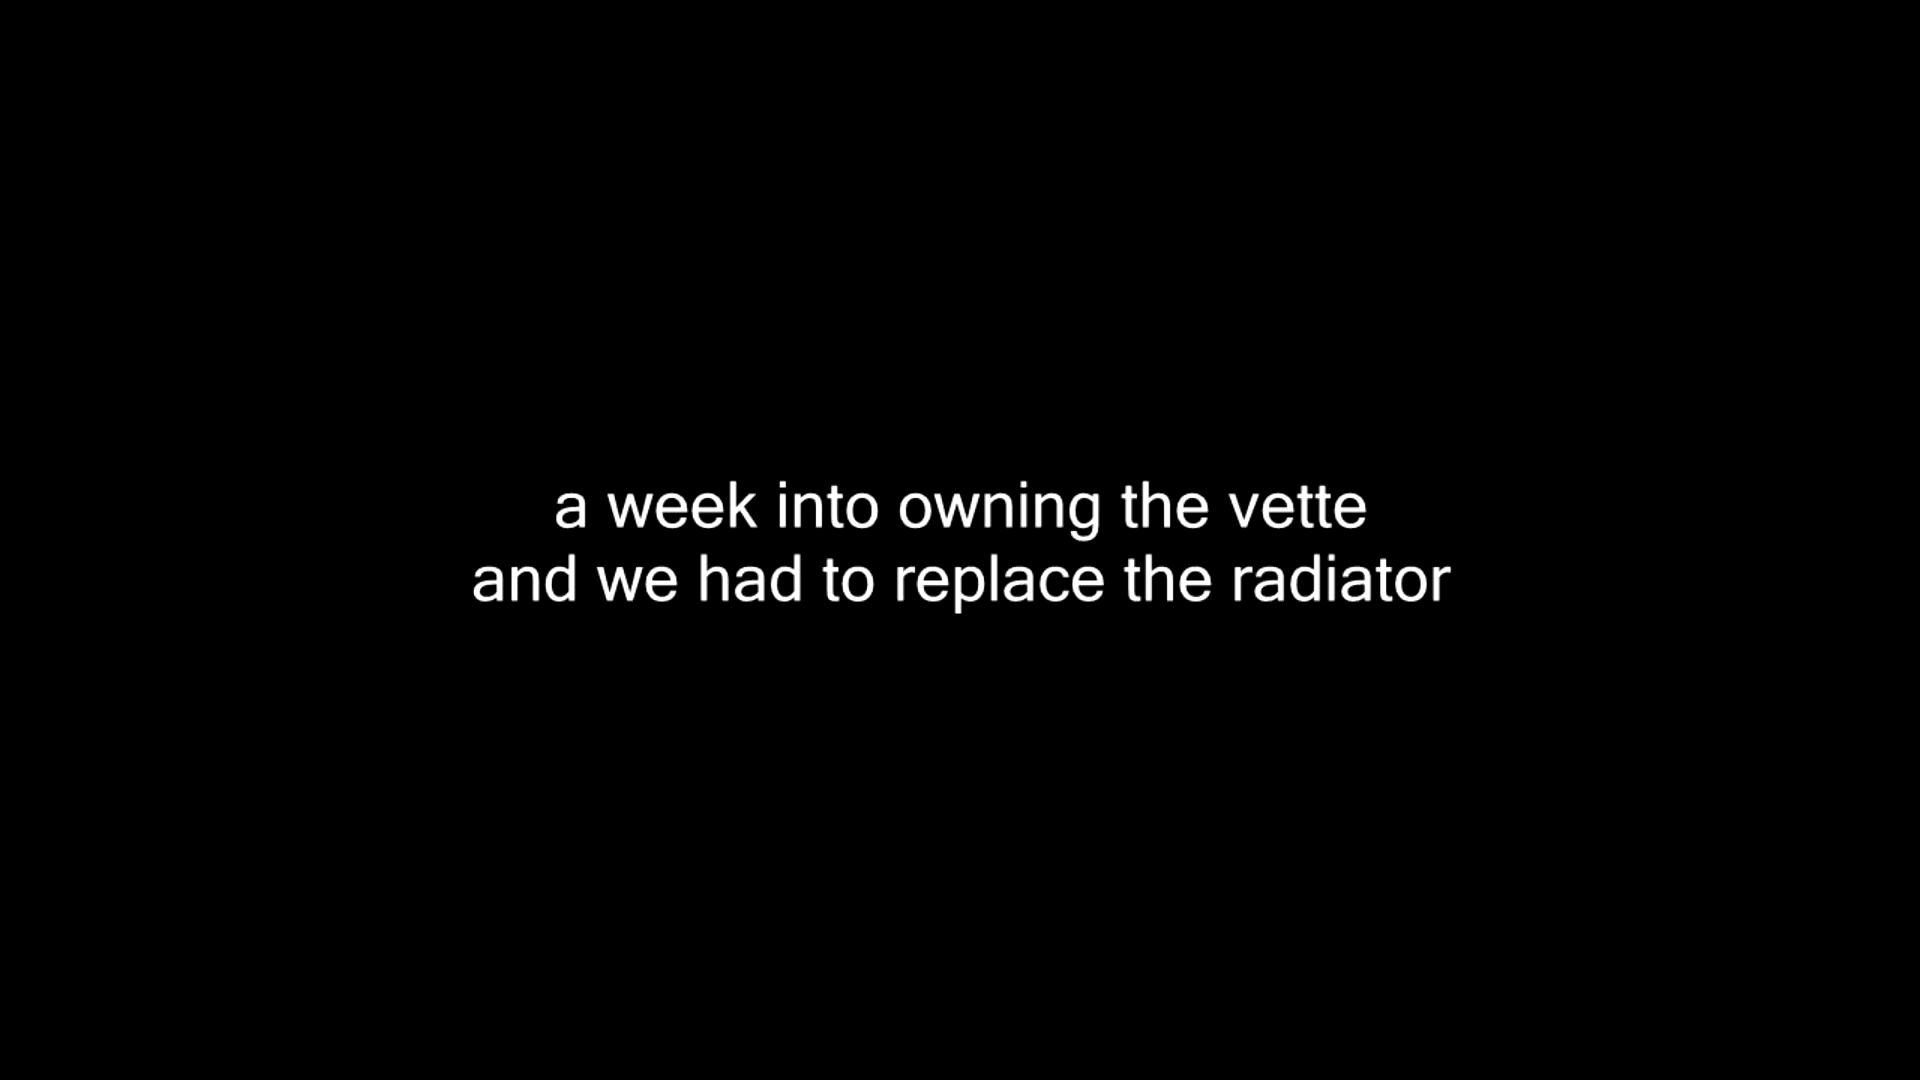 a week into owning the vette
and we had to replace the radiator